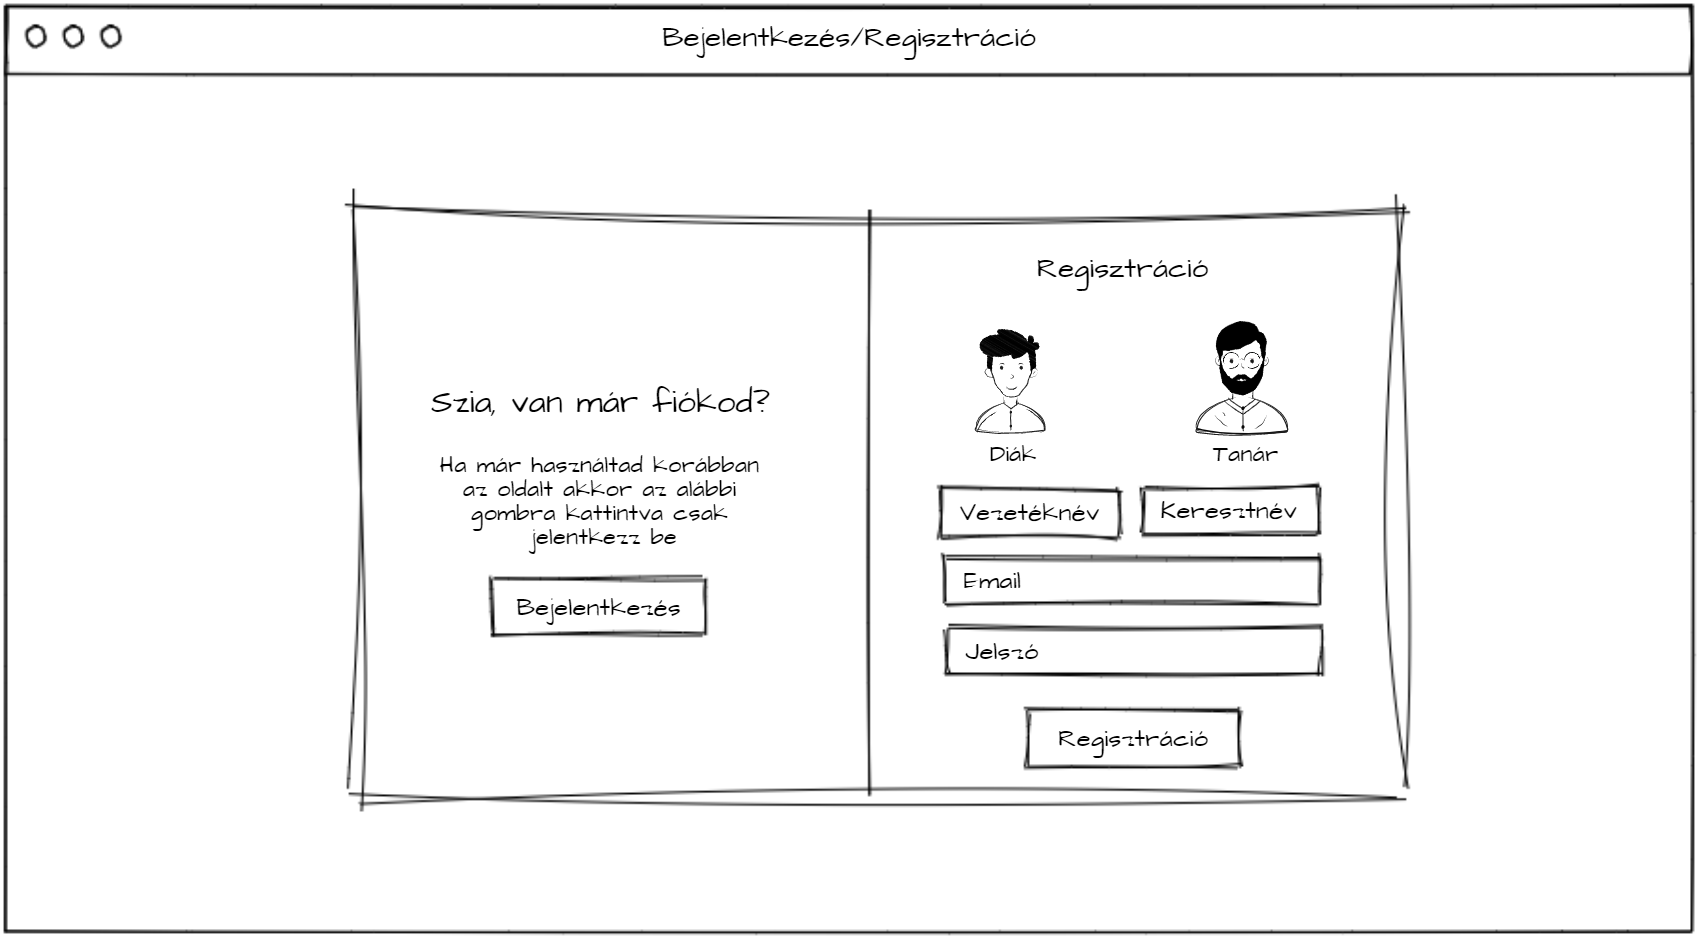 Bejelentkezés/Regisztráció
Szia, van már fiókod?
Ha már használtad korábban
az oldalt akkor az alábbi
gombra kattintva csak
jelentkezz be
Bejelentkezés
Regisztráció
Diák
Tanár
Vezetéknév
Keresztnév
Email
Jelszó
Regisztráció